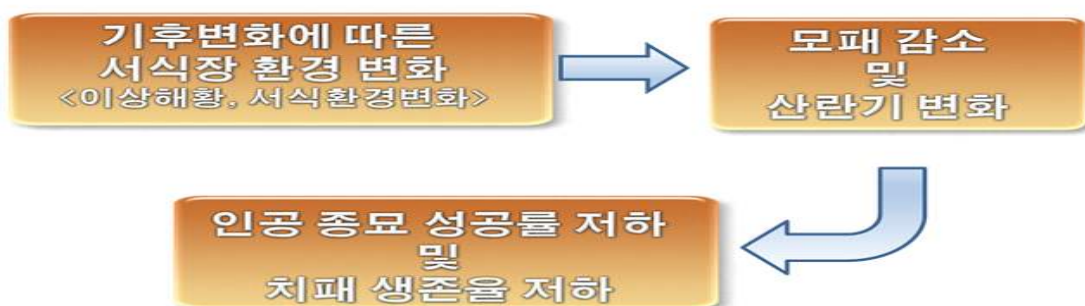 기후변화에 따른
서식장 환경 변화
<이상해황, 서식환경변화>
모패 감소
및
산란기 변화
인공 종묘 성공률 저하
및
치패 생존율 저하